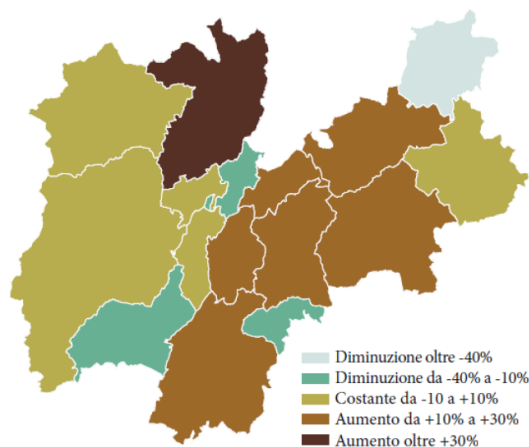 Diminuzione oltre -40%
Diminuzione da -40% a -10%
Costante da -10 a +10%
Aumento da +10% a +30%
Aumento oltre +30%